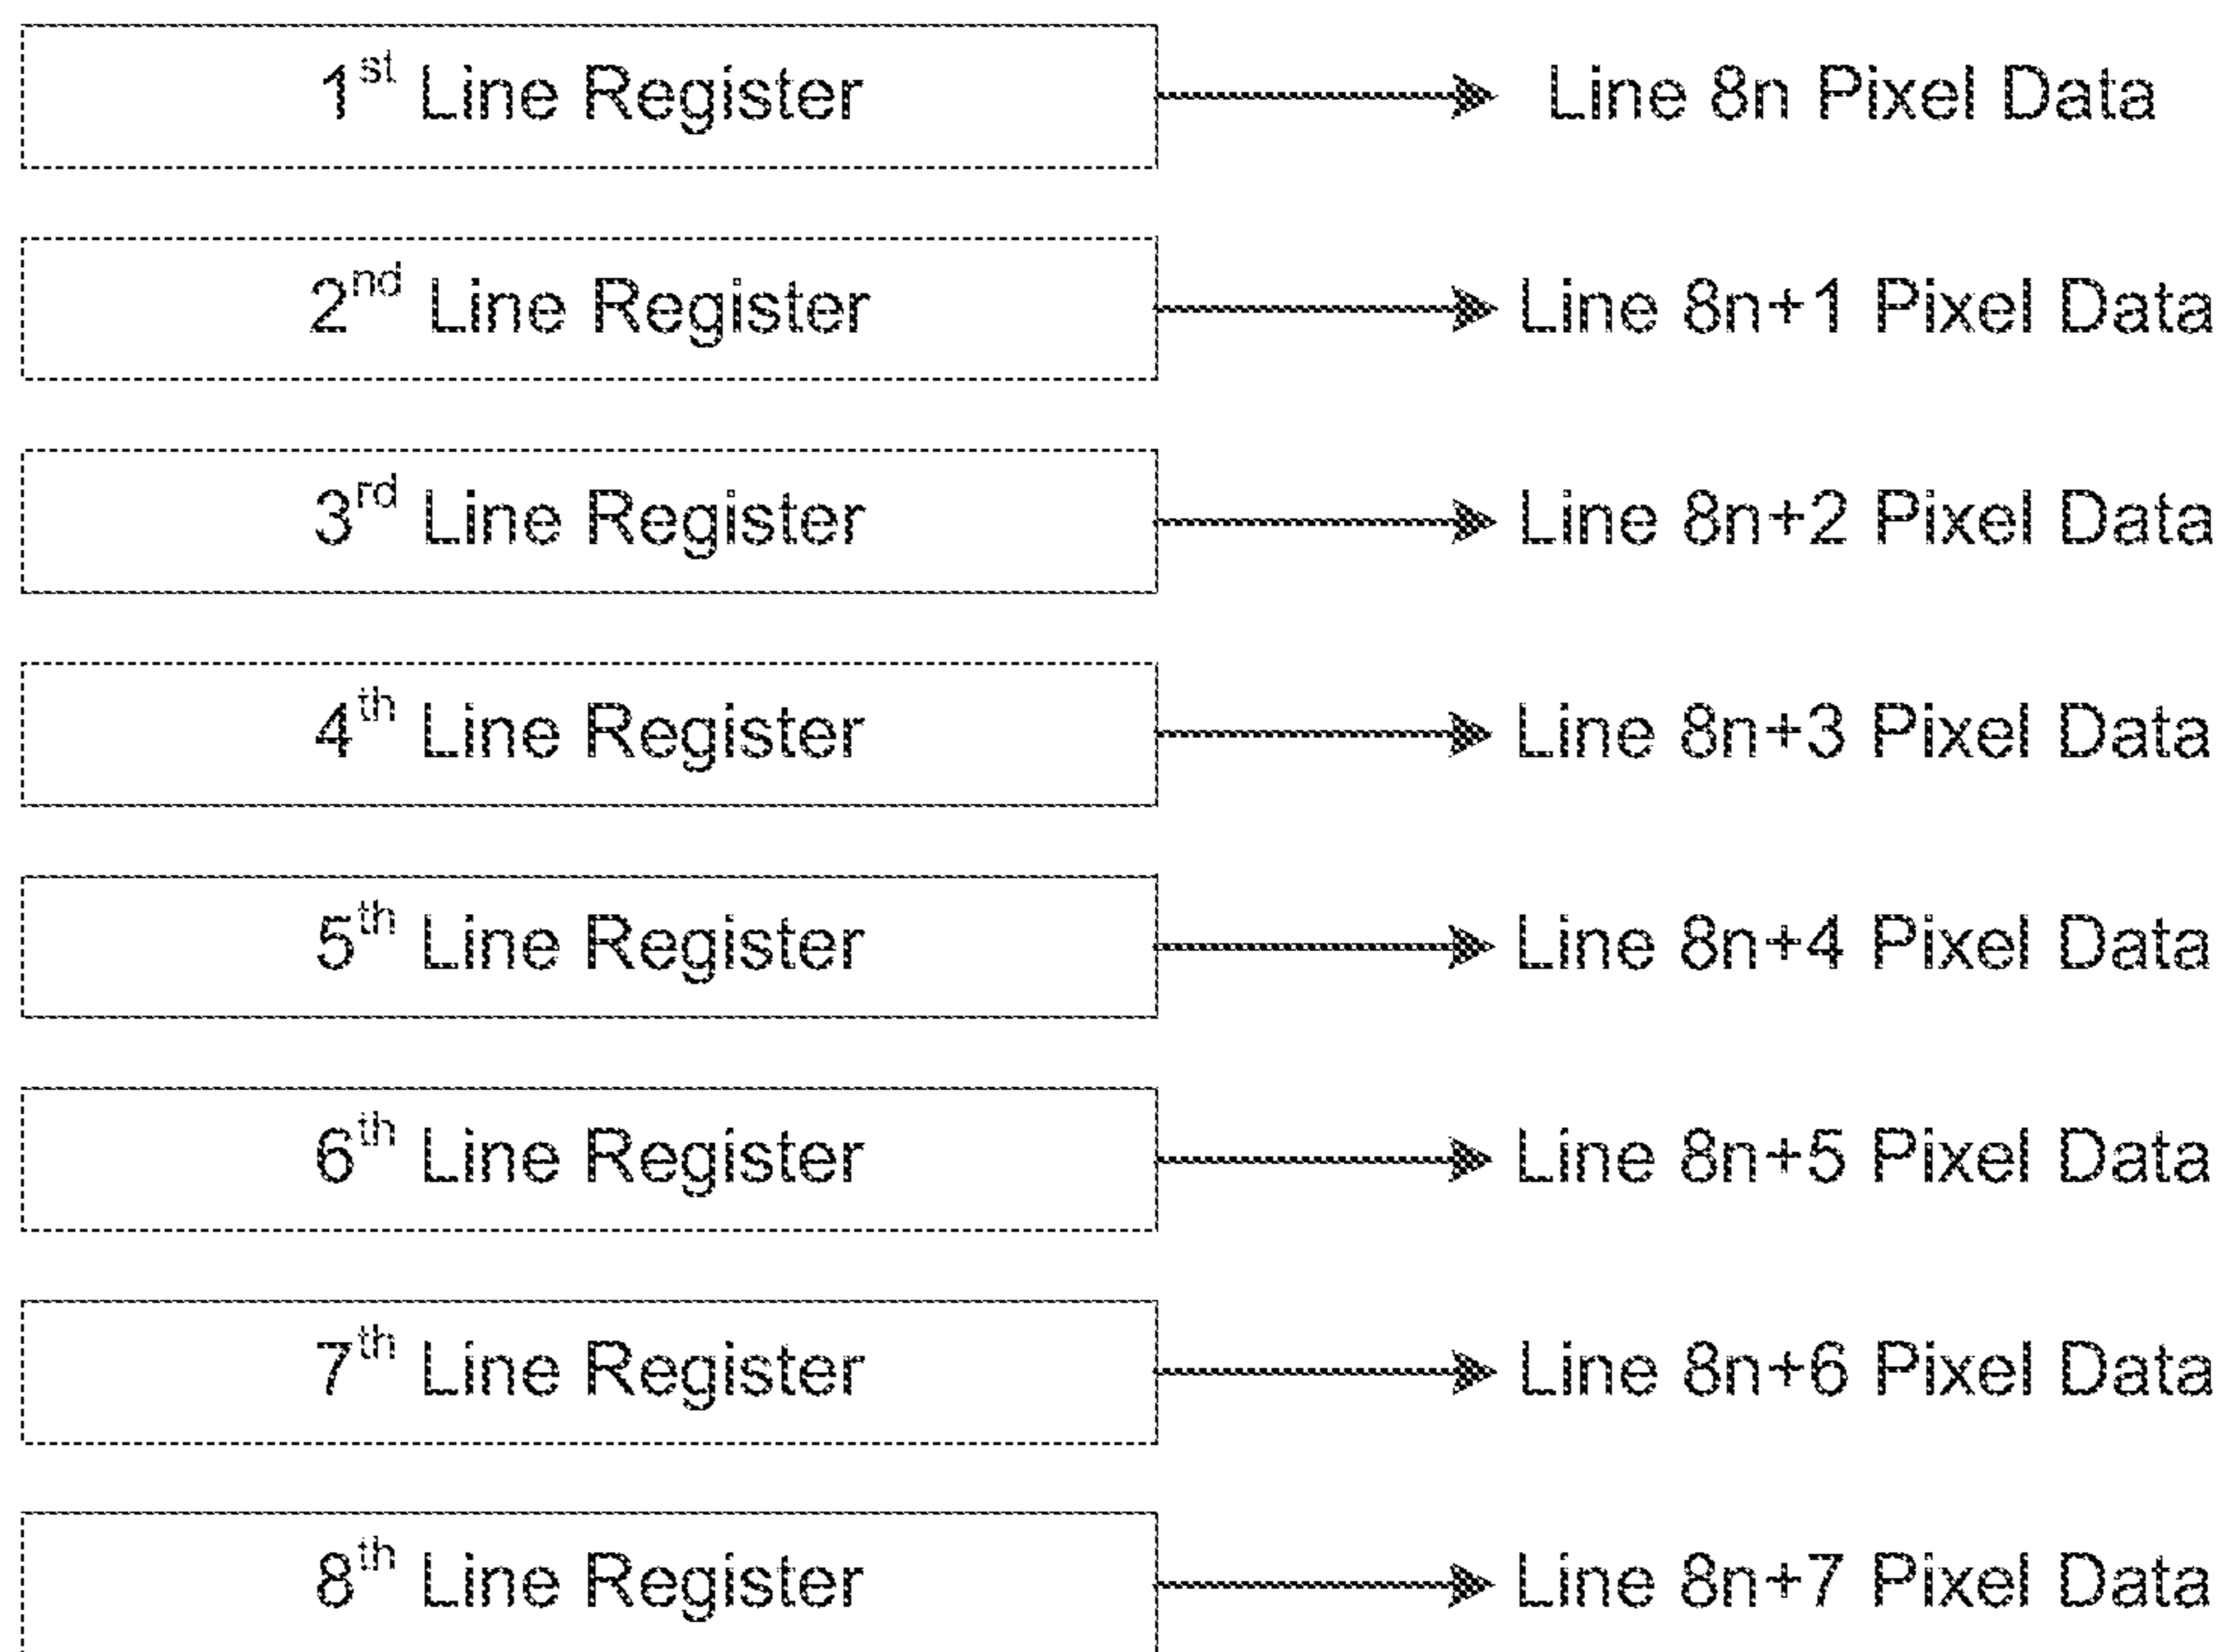 1st Line Register Line 8n Pixel Data
2nd Line Register Line 8n+1 Pixel Data
3rd Line Register Line 8n+2 Pixel Data
4th Line Register Line 8n+3 Pixel Data
5th Line Register Line 8n+4 Pixel Data
6th Line Register Line 8n+5 Pixel Data
7th Line Register Line 8n+6 Pixel Data
8th Line Register Line 8n+7 Pixel Data